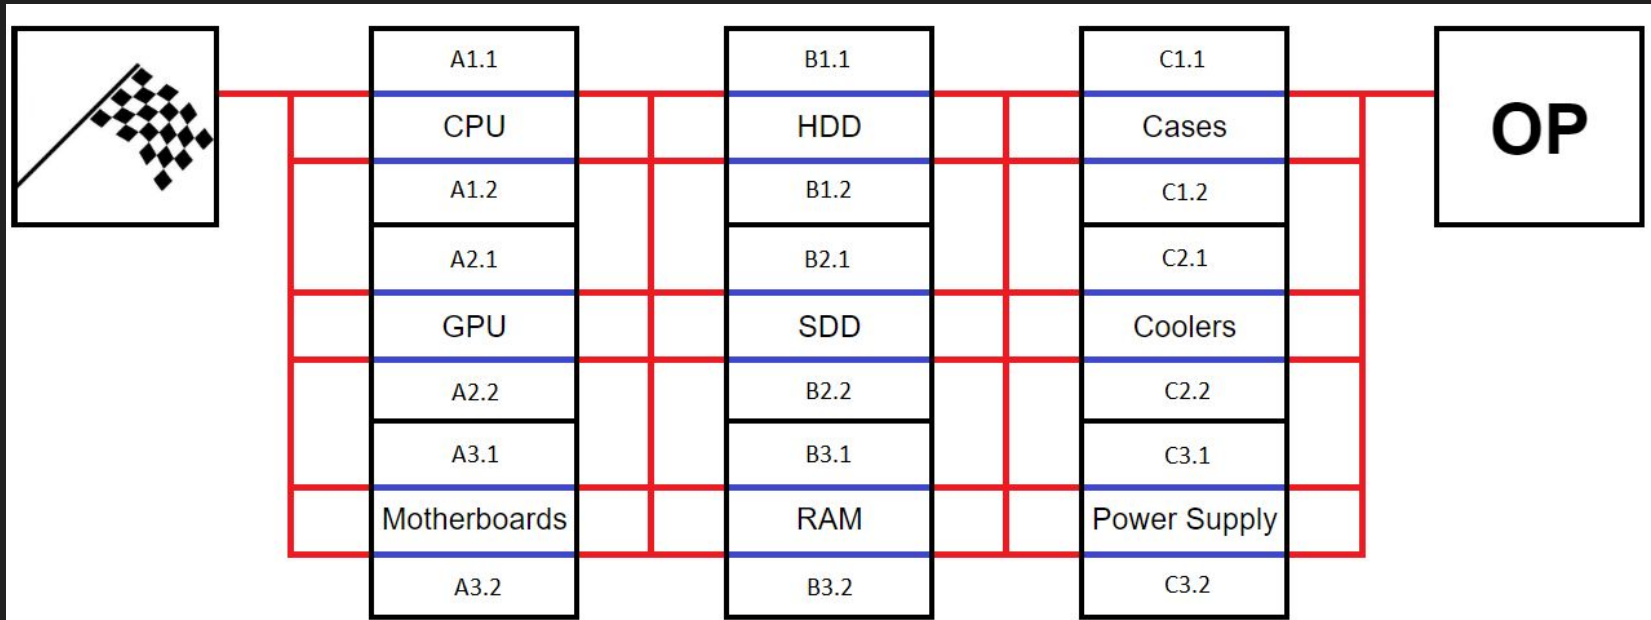 A1.1
CPU
A1.2
A2.1
GPU
A2.2
A3.1
Motherboards
A3.2
B1.1
HDD
B1.2
B2.1
SDD
B2.2
B3.1
RAM
B3.2
C1.1
Cases
C1.2
C2.1
Coolers
C2.2
C3.1
Power Supply
C3.2
OP